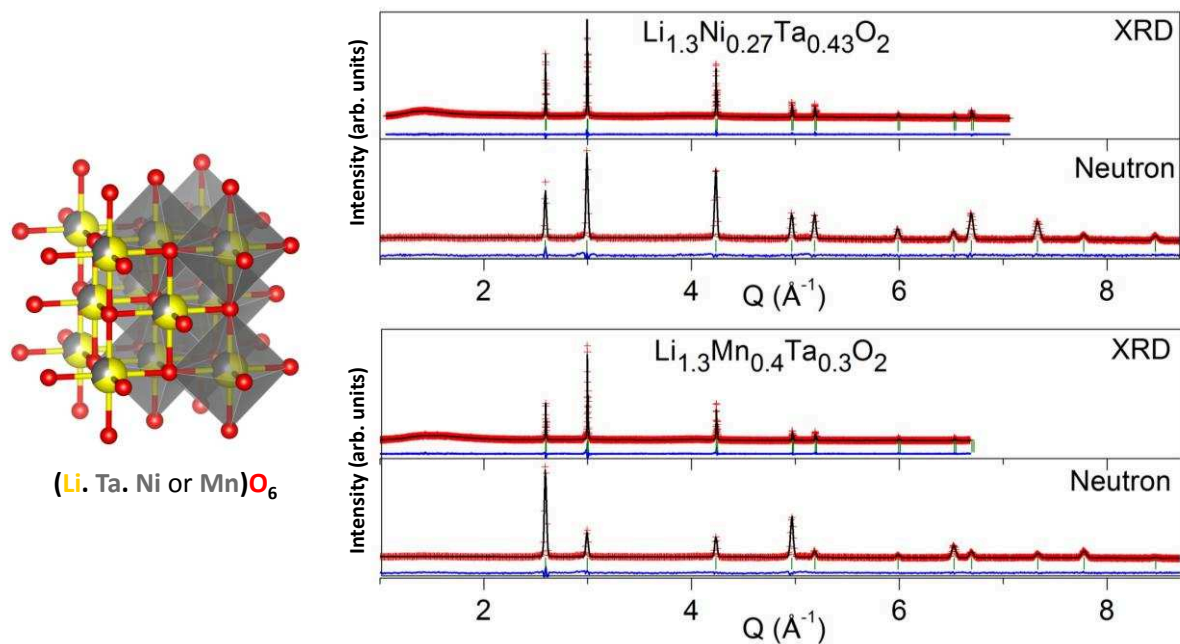 Li₁.₃Ni₀.₂₇Ta₀.₄₃O₂
XRD
Neutron
Intensity (arb. units)
2 4 6 8
Q (Å⁻¹)
Li₁.₃Mn₀.₄Ta₀.₃O₂
XRD
Neutron
Intensity (arb. units)
2 4 6 8
Q (Å⁻¹)
(Li. Ta. Ni or Mn)O₆